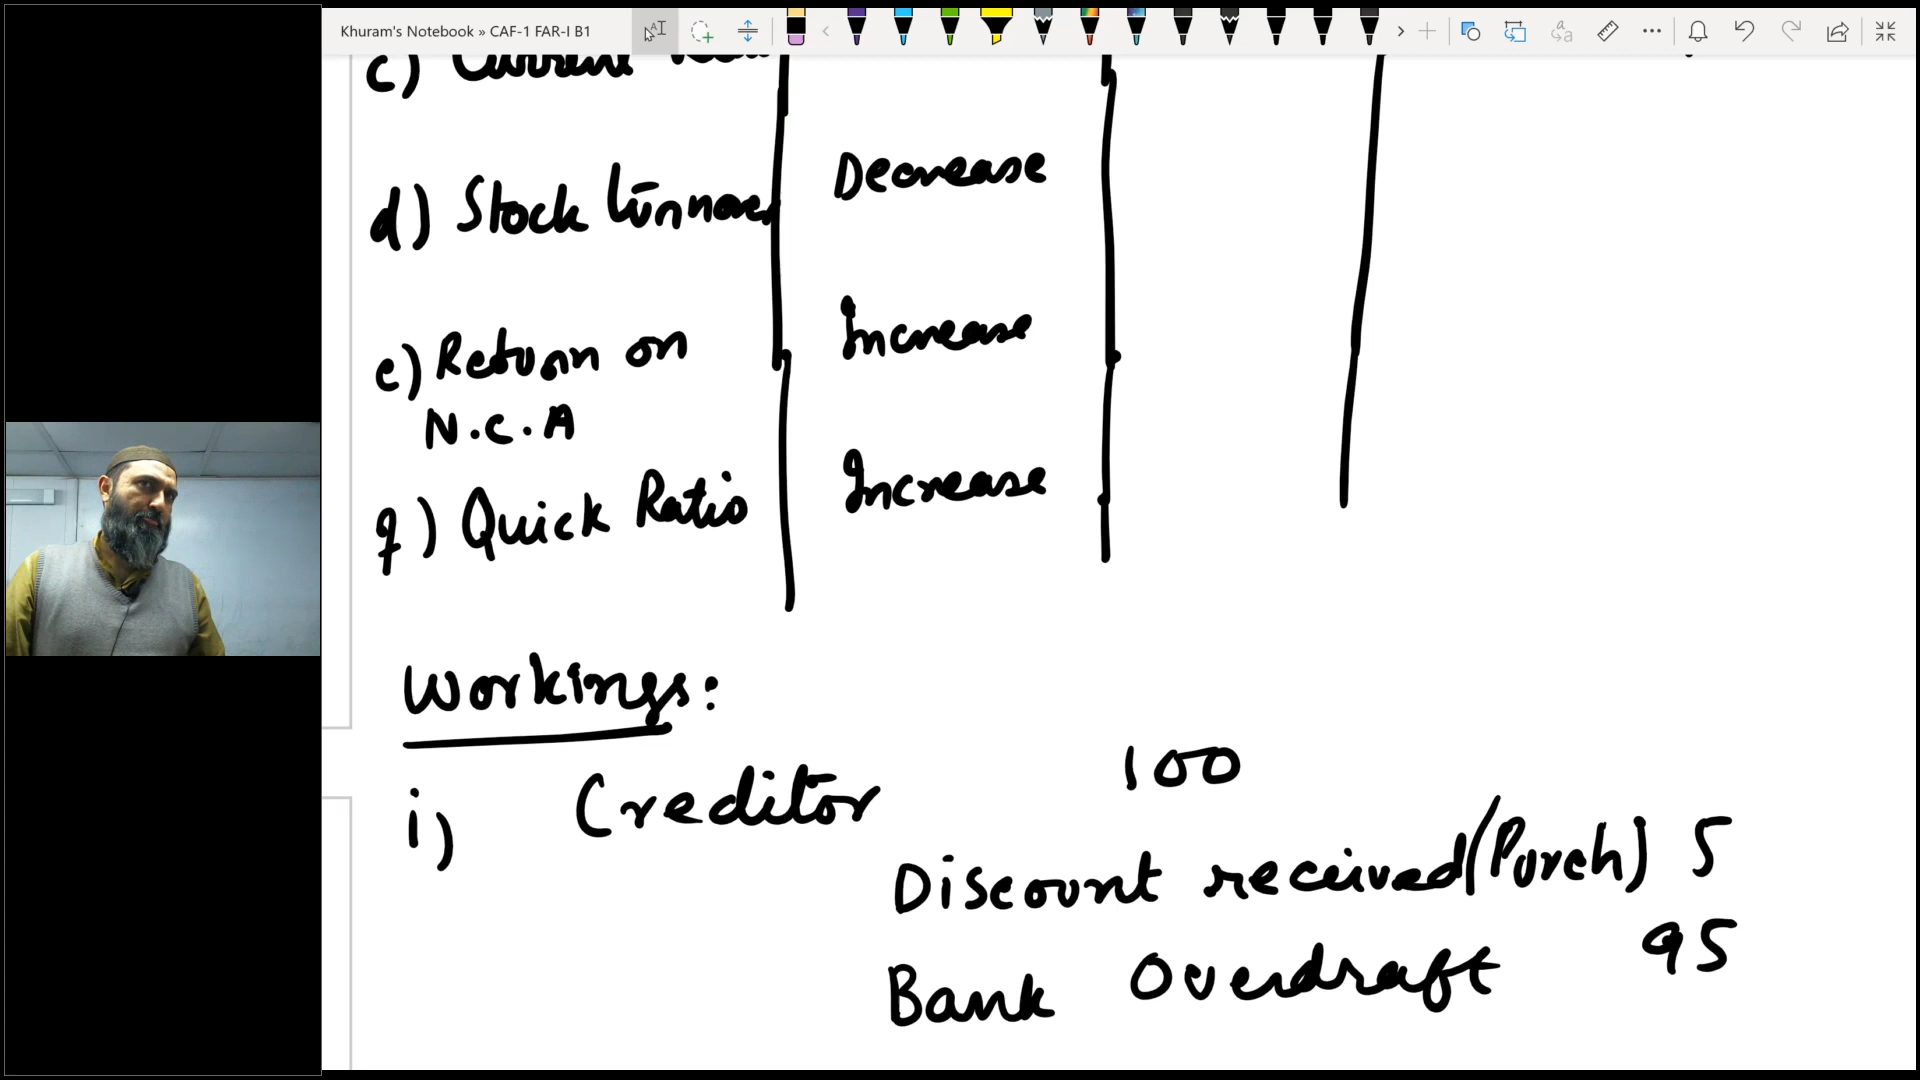 Khuram's Notebook » CAF-1 FAR-I B1
c) Current
d) Stock turnover Decrease
e) Return on Increase
N.C.A
f) Quick Ratio Increase
Workings:
i) Creditor 100
Discount received (Purch) 5
Bank Overdraft 95